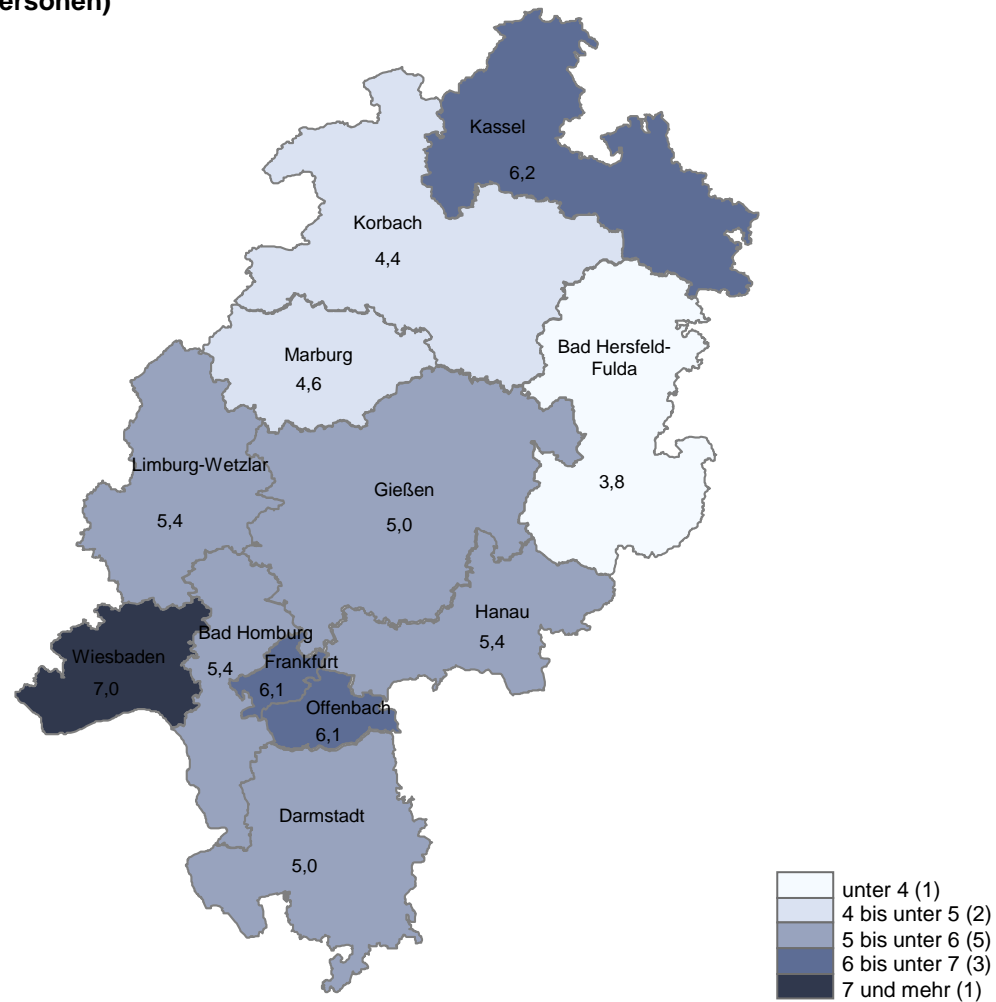 ersonen)
Kassel
6,2
Korbach
4,4
Bad Hersfeld-
Fulda
3,8
Marburg
4,6
Limburg-Wetzlar
5,4
Gießen
5,0
Hanau
5,4
Bad Homburg
5,4
Frankfurt
6,1
Wiesbaden
7,0
Offenbach
6,1
Darmstadt
5,0
unter 4 (1)
4 bis unter 5 (2)
5 bis unter 6 (5)
6 bis unter 7 (3)
7 und mehr (1)